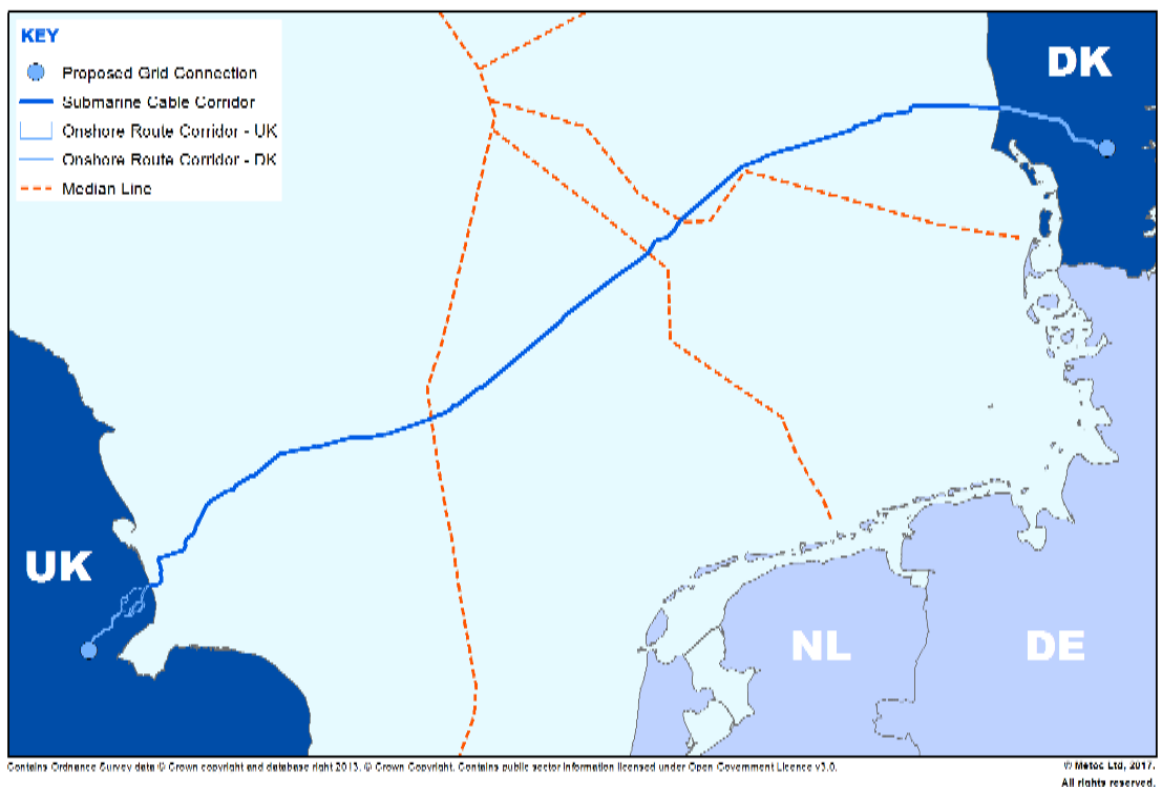 KEY
Proposed Grid Connection
Submarine Cable Corridor
Onshore Route Corridor - UK
Onshore Route Corridor - DK
Median Line
DK
UK
NL
DE
Contains Ordnance Survey data © Crown copyright and database right 2013. © Crown Copyright. Contains public sector information licensed under Open Government Licence v3.0.
© Metoc Ltd, 2017.
All rights reserved.